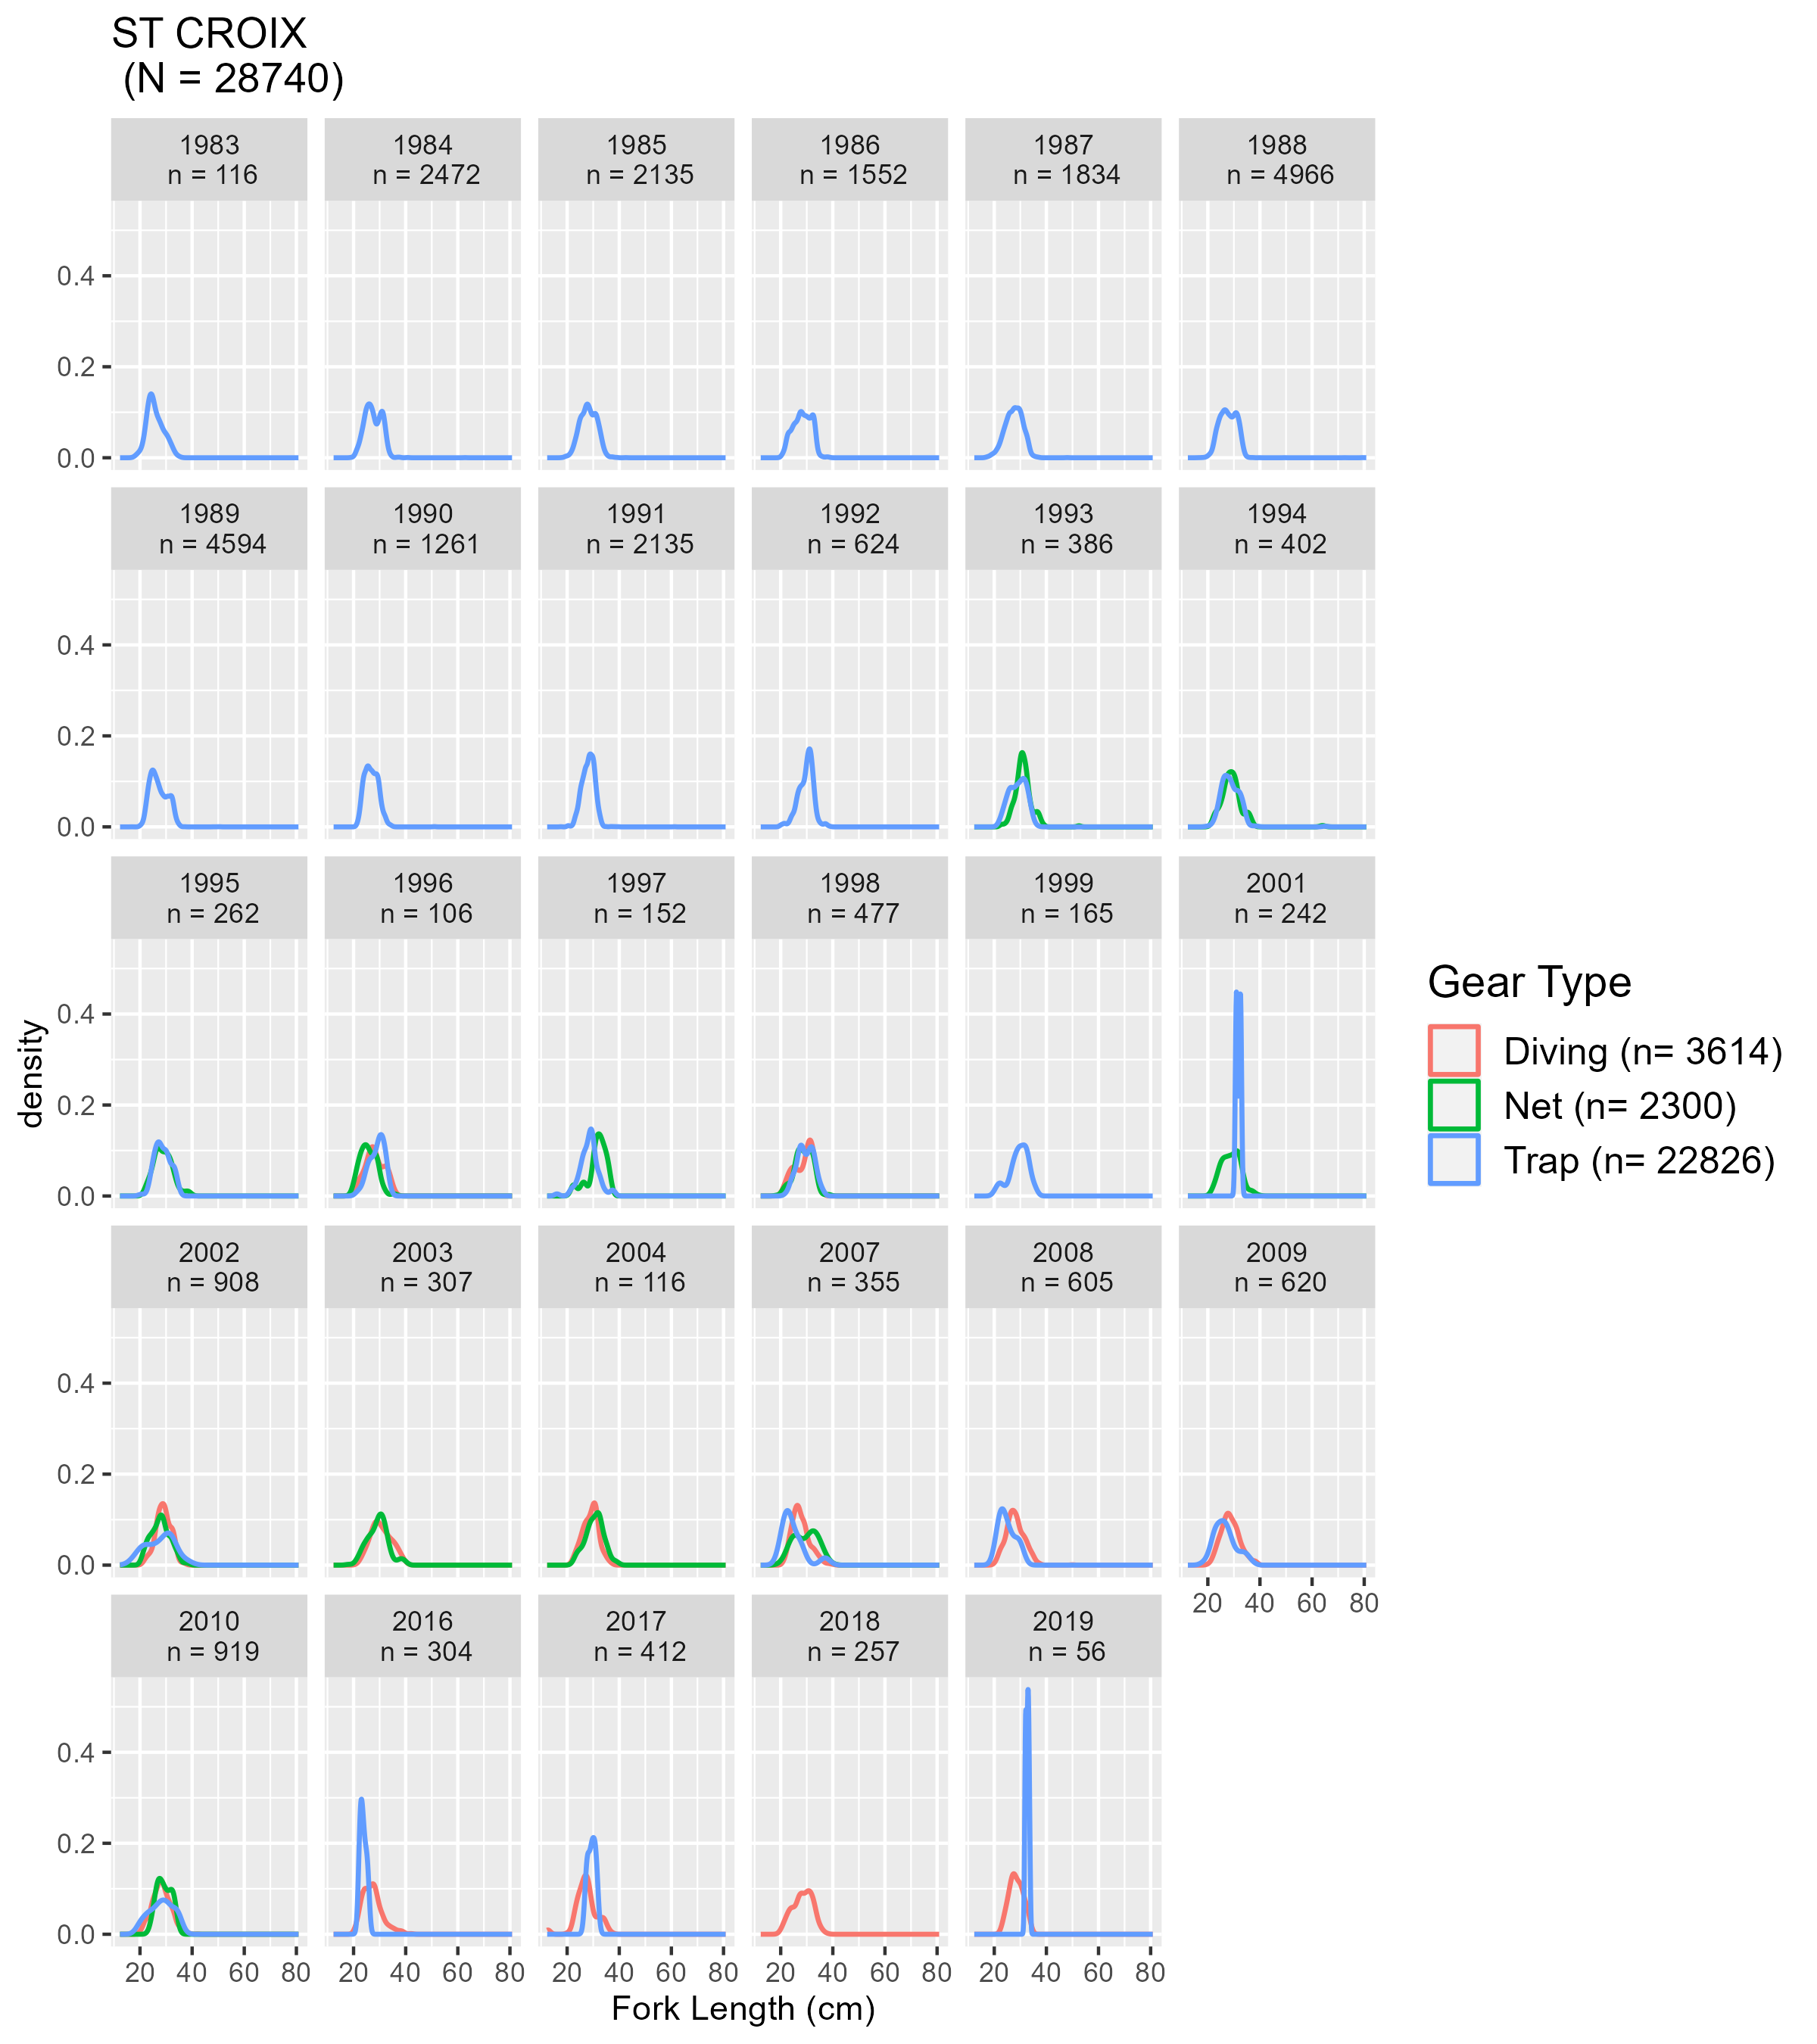 ST CROIX
(N = 28740)
1983
n = 116
1984
n = 2472
1985
n = 2135
1986
n = 1552
1987
n = 1834
1988
n = 4966
0.4
0.2
0.0
1989
n = 4594
1990
n = 1261
1991
n = 2135
1992
n = 624
1993
n = 386
1994
n = 402
0.4
0.2
0.0
1995
n = 262
1996
n = 106
1997
n = 152
1998
n = 477
1999
n = 165
2001
n = 242
0.4
0.2
0.0
2002
n = 908
2003
n = 307
2004
n = 116
2007
n = 355
2008
n = 605
2009
n = 620
0.4
0.2
0.0
20 40 60 80
2010
n = 919
2016
n = 304
2017
n = 412
2018
n = 257
2019
n = 56
0.4
0.2
0.0
20 40 60 80
20 40 60 80
20 40 60 80
20 40 60 80
20 40 60 80
Fork Length (cm)
density
Gear Type
Diving (n= 3614)
Net (n= 2300)
Trap (n= 22826)